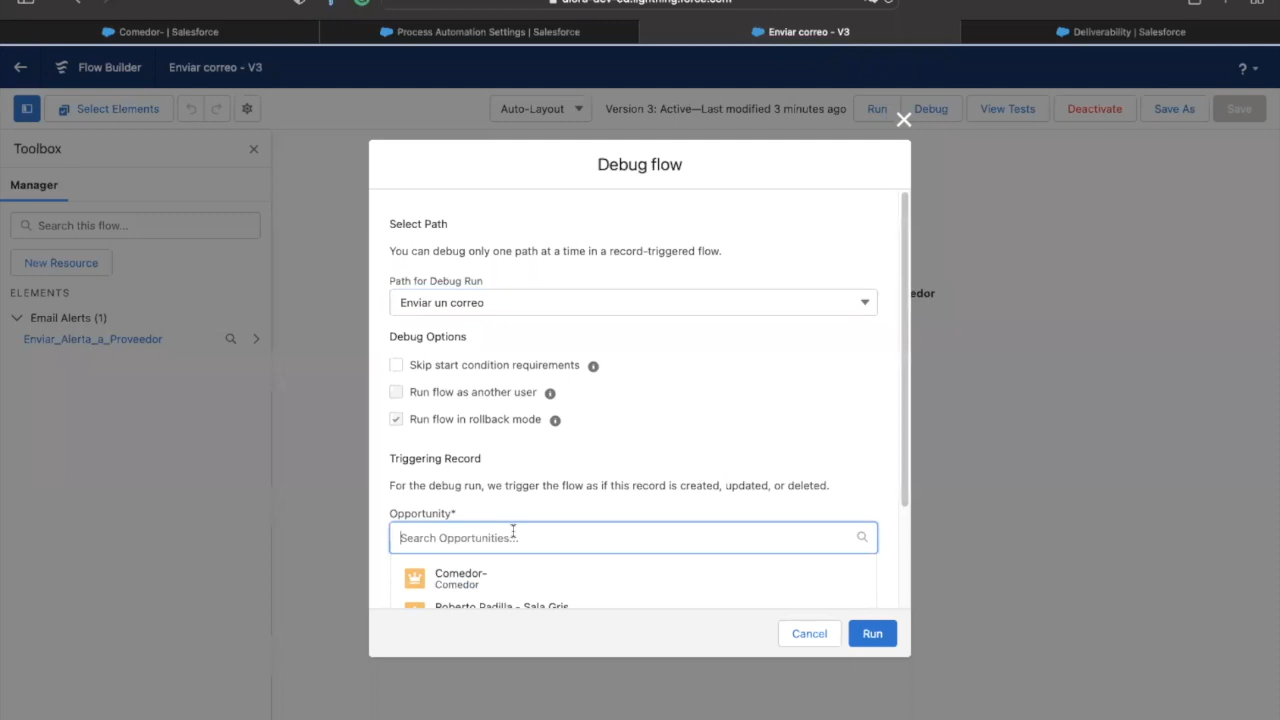 Comedor- | Salesforce
Process Automation Settings | Salesforce
Enviar correo - V3
Deliverability | Salesforce
Flow Builder
Enviar correo - V3
?
Select Elements
Auto-Layout
Version 3: Active—Last modified 3 minutes ago
Run
Debug
View Tests
Deactivate
Save As
Save
Toolbox
Manager
Search this flow...
New Resource
ELEMENTS
Email Alerts (1)
Enviar_Alerta_a_Proveedor
edor
Debug flow
Select Path
You can debug only one path at a time in a record-triggered flow.
Path for Debug Run
Enviar un correo
Debug Options
Skip start condition requirements
Run flow as another user
Run flow in rollback mode
Triggering Record
For the debug run, we trigger the flow as if this record is created, updated, or deleted.
Opportunity*
Search Opportunities...
Comedor-
Comedor
Roberto Padilla - Sala Gris
Cancel
Run